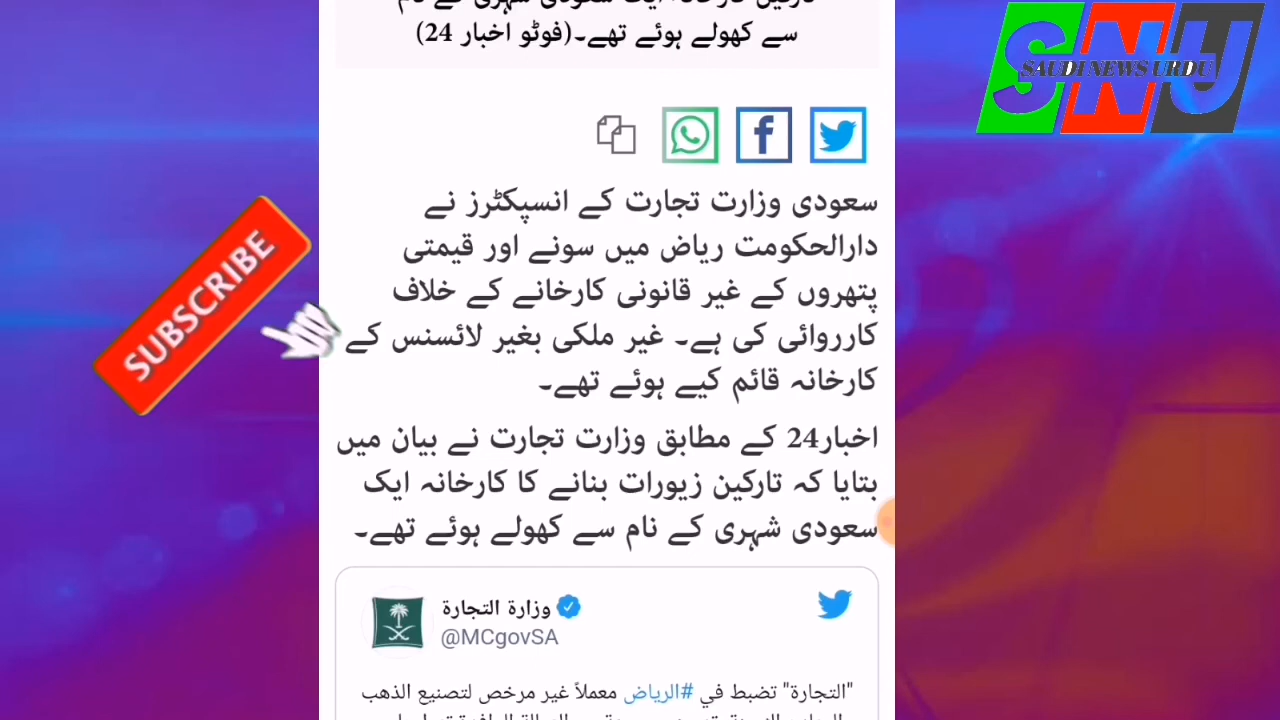 سے کھولے ہوئے تھے۔(فوٹو اخبار 24)
SNU
SAUDI NEWS URDU
SUBSCRIBE
سعودی وزارت تجارت کے انسپکٹرز نے
دارالحکومت ریاض میں سونے اور قیمتی
پتھروں کے غیر قانونی کارخانے کے خلاف
کارروائی کی ہے۔ غیر ملکی بغیر لائسنس کے
کارخانہ قائم کیے ہوئے تھے۔
اخبار24 کے مطابق وزارت تجارت نے بیان میں
بتایا کہ تارکین زیورات بنانے کا کارخانہ ایک
سعودی شہری کے نام سے کھولے ہوئے تھے۔
وزارة التجارة
@MCgovSA
"التجارة" تضبط في #الرياض معملاً غير مرخص لتصنيع الذهب